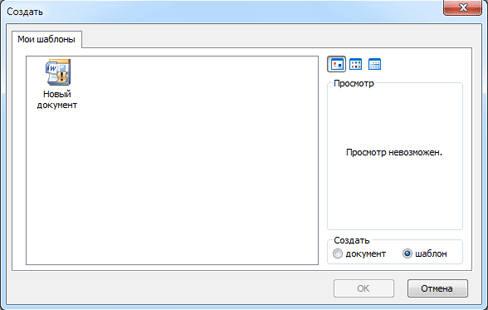 Создать
Мои шаблоны
Новый
документ
Просмотр
Просмотр невозможен.
Создать
документ
шаблон
OK
Отмена